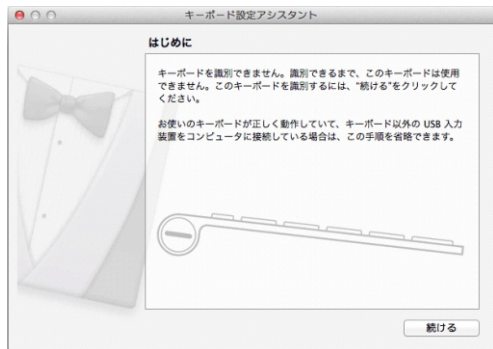 キーボード設定アシスタント
はじめに
キーボードを識別できません。識別できるまで、このキーボードは使用
できません。このキーボードを識別するには、"続ける"をクリックして
ください。
お使いのキーボードが正しく動作していて、キーボード以外の USB 入力
装置をコンピュータに接続している場合は、この手順を省略できます。
続ける